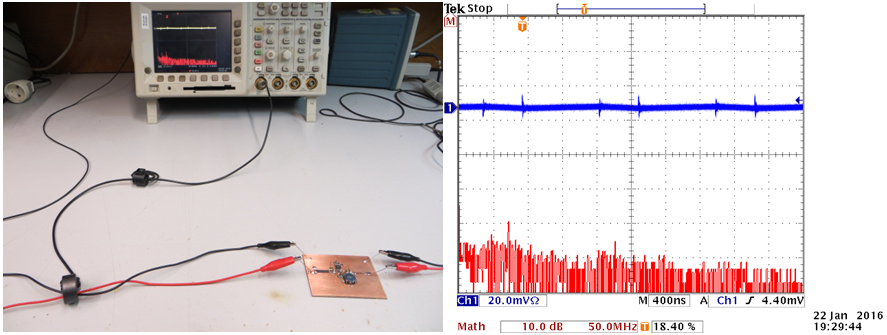 Tek Stop
M
T
T
1
Ch1 20.0mVΩ M 400ns A Ch1 ƒ 4.40mV
22 Jan 2016
Math 10.0 dB 50.0MHz T 18.40 % 19:29:44